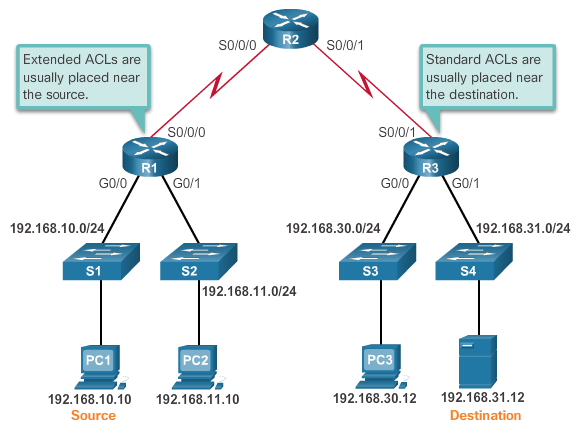 S0/0/0
R2
S0/0/1
Extended ACLs are
usually placed near
the source.
Standard ACLs are
usually placed near
the destination.
S0/0/0
R1
G0/0
G0/1
S0/0/1
R3
G0/0
G0/1
192.168.10.0/24
192.168.30.0/24
192.168.31.0/24
S1
S2
S3
S4
192.168.11.0/24
PC1
PC2
PC3
192.168.10.10
192.168.11.10
192.168.30.12
192.168.31.12
Source
Destination